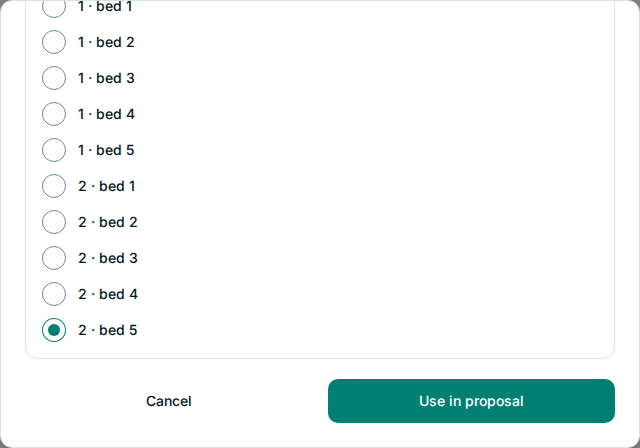 1 · bed 1
1 · bed 2
1 · bed 3
1 · bed 4
1 · bed 5
2 · bed 1
2 · bed 2
2 · bed 3
2 · bed 4
2 · bed 5
Cancel
Use in proposal